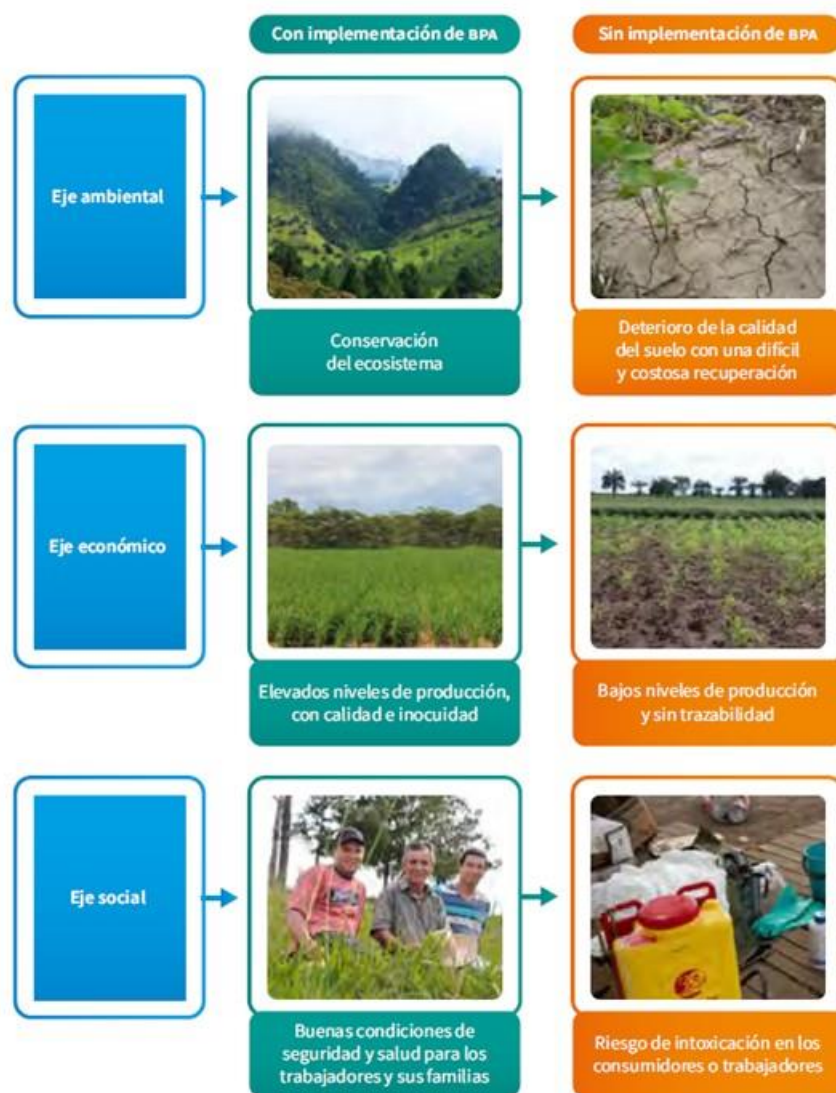 Con implementación de BPA
Sin implementación de BPA
Eje ambiental
Conservación
del ecosistema
Deterioro de la calidad
del suelo con una difícil
y costosa recuperación
Eje económico
Elevados niveles de producción,
con calidad e inocuidad
Bajos niveles de producción
y sin trazabilidad
Eje social
Buenas condiciones de
seguridad y salud para los
trabajadores y sus familias
Riesgo de intoxicación en los
consumidores o trabajadores